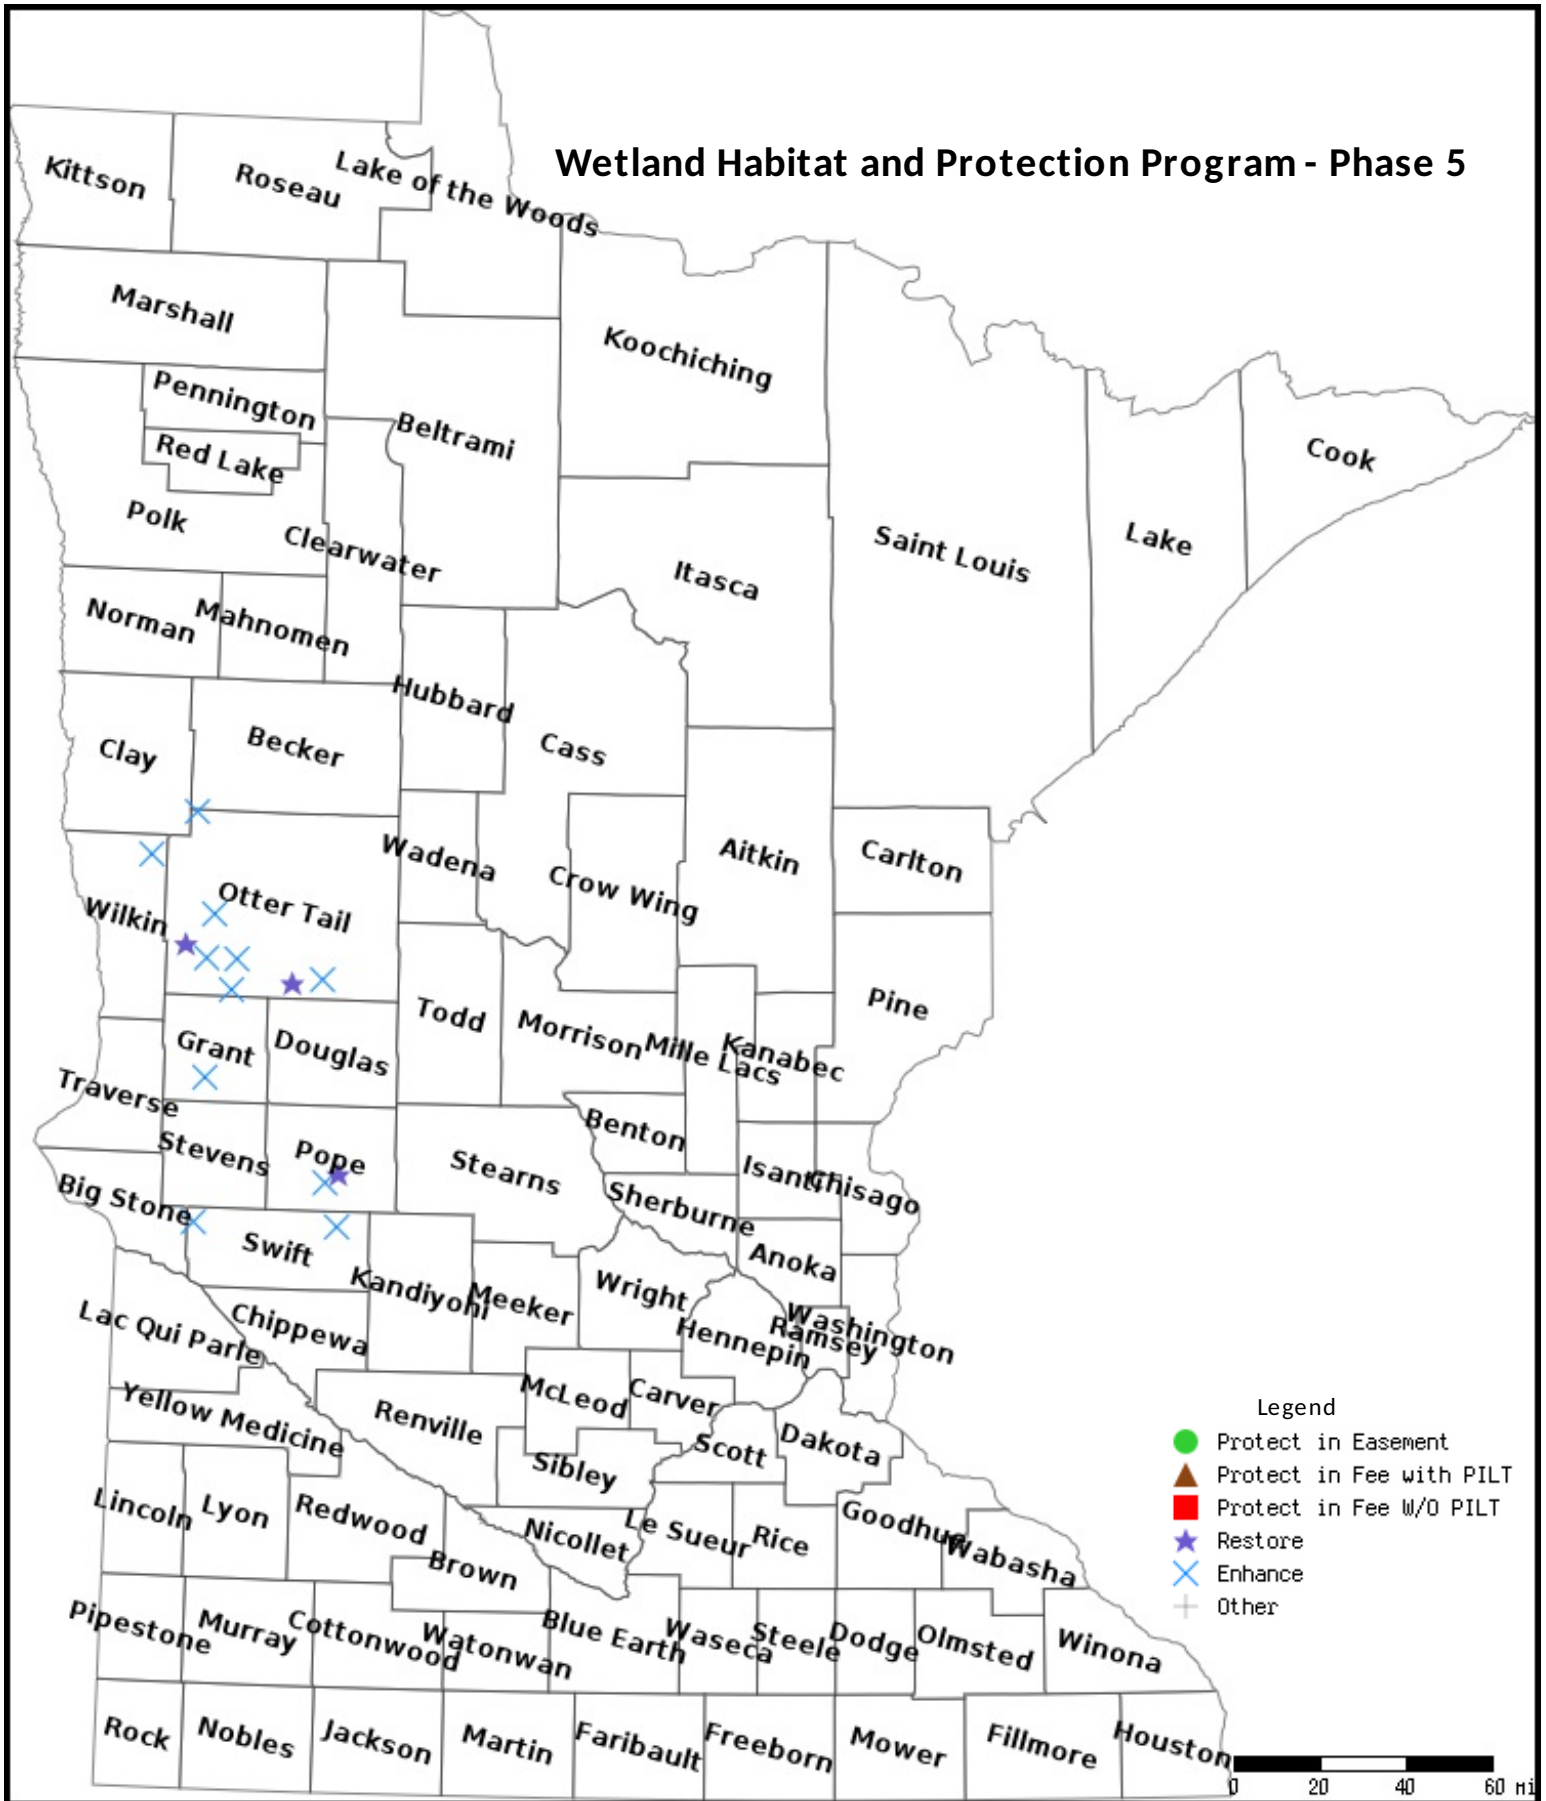 Wetland Habitat and Protection Program - Phase 5
Kittson
Roseau
Lake of the Woods
Marshall
Koochiching
Pennington
Beltrami
Red Lake
Cook
Polk
Clearwater
Saint Louis
Lake
Itasca
Norman
Mahnomen
Hubbard
Clay
Becker
Cass
Wadena
Aitkin
Carlton
Crow Wing
Otter Tail
Wilkin
Pine
Todd
Morrison
Mille Lacs
Kanabec
Grant
Douglas
Traverse
Benton
Stevens
Pope
Stearns
Isanti
Chisago
Big Stone
Sherburne
Swift
Anoka
Kandiyohi
Meeker
Wright
Washington
Ramsey
Hennepin
Lac Qui Parle
Chippewa
McLeod
Carver
Yellow Medicine
Renville
Scott
Dakota
Sibley
Lincoln
Lyon
Redwood
Nicollet
Le Sueur
Rice
Goodhue
Wabasha
Brown
Pipestone
Murray
Cottonwood
Watonwan
Blue Earth
Waseca
Steele
Dodge
Olmsted
Winona
Rock
Nobles
Jackson
Martin
Faribault
Freeborn
Mower
Fillmore
Houston
Legend
Protect in Easement
Protect in Fee with PILT
Protect in Fee W/O PILT
Restore
Enhance
Other
0 20 40 60 mi